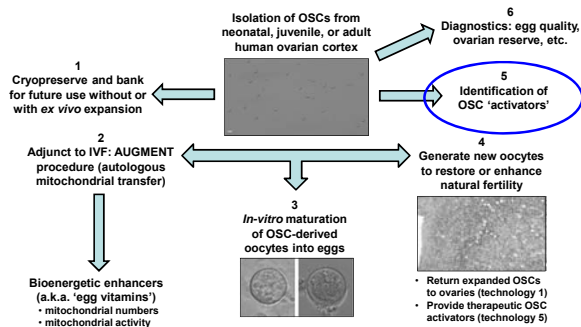 Isolation of OSCs from
neonatal, juvenile, or adult
human ovarian cortex
6
Diagnostics: egg quality,
ovarian reserve, etc.
1
Cryopreserve and bank
for future use without or
with ex vivo expansion
5
Identification of
OSC ‘activators’
2
Adjunct to IVF: AUGMENT
procedure (autologous
mitochondrial transfer)
4
Generate new oocytes
to restore or enhance
natural fertility
3
In-vitro maturation
of OSC-derived
oocytes into eggs
Bioenergetic enhancers
(a.k.a. ‘egg vitamins’)
• mitochondrial numbers
• mitochondrial activity
• Return expanded OSCs
to ovaries (technology 1)
• Provide therapeutic OSC
activators (technology 5)